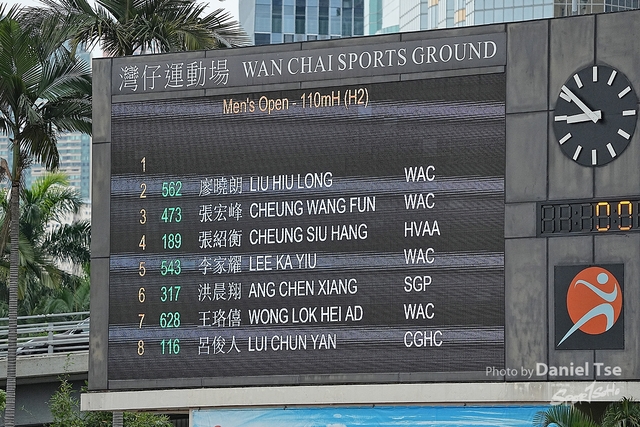 灣仔運動場 WAN CHAI SPORTS GROUND
Men's Open - 110mH (H2)
1
2 562 廖曉朗 LIU HIU LONG WAC
3 473 張宏峰 CHEUNG WANG FUN WAC
4 189 張紹衡 CHEUNG SIU HANG HVAA
5 543 李家耀 LEE KA YIU WAC
6 317 洪晨翔 ANG CHEN XIANG SGP
7 628 王珞僖 WONG LOK HEI AD WAC
8 116 呂俊人 LUI CHUN YAN CGHC
00
Photo by Daniel Tse